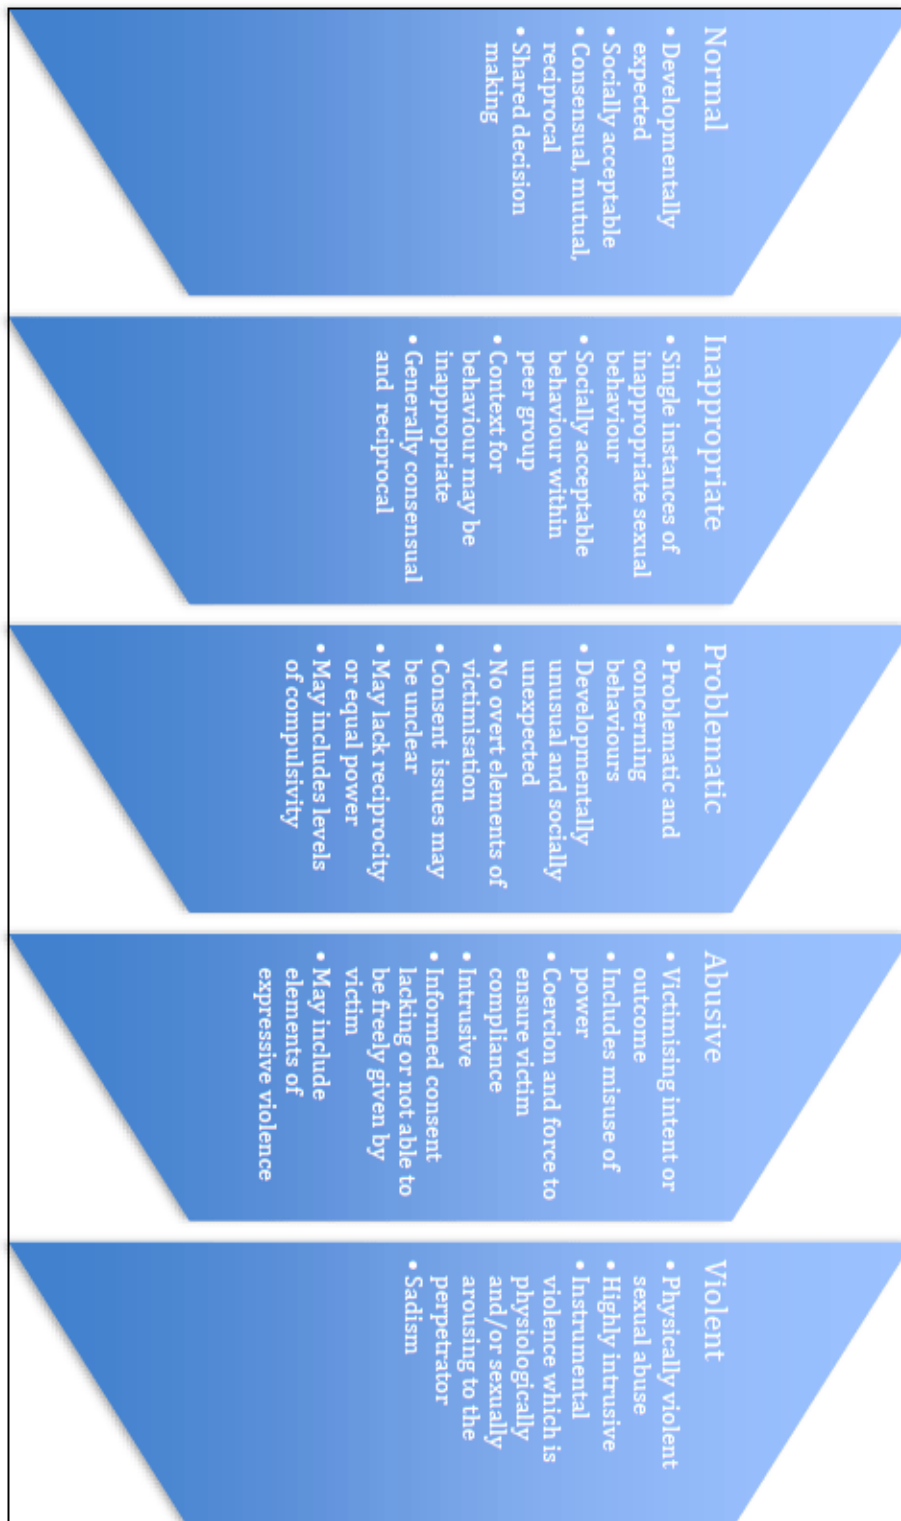 Normal
• Developmentally
expected
• Socially acceptable
• Consensual, mutual,
reciprocal
• Shared decision
making
Inappropriate
• Single instances of
inappropriate sexual
behaviour
• Socially acceptable
behaviour within
peer group
• Context for
behaviour may be
inappropriate
• Generally consensual
and reciprocal
Problematic
• Problematic and
concerning
behaviours
• Developmentally
unusual and socially
unexpected
• No overt elements of
victimisation
• Consent issues may
be unclear
• May lack reciprocity
or equal power
• May includes levels
of compulsivity
Abusive
• Victimising intent or
outcome
• Includes misuse of
power
• Coercion and force to
ensure victim
compliance
• Intrusive
• Informed consent
lacking or not able to
be freely given by
victim
• May include
elements of
expressive violence
Violent
• Physically violent
sexual abuse
• Highly intrusive
• Instrumental
violence which is
physiologically
and/or sexually
arousing to the
perpetrator
• Sadism